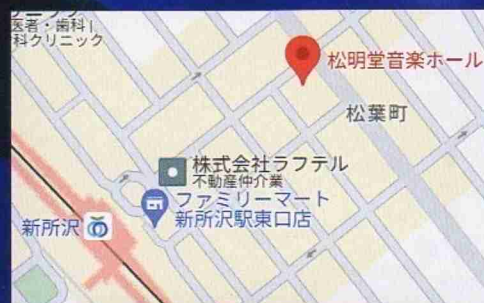 医者・歯科|
科クリニック
松明堂音楽ホール
松葉町
株式会社ラフテル
不動産仲介業
ファミリーマート
新所沢駅東口店
新所沢